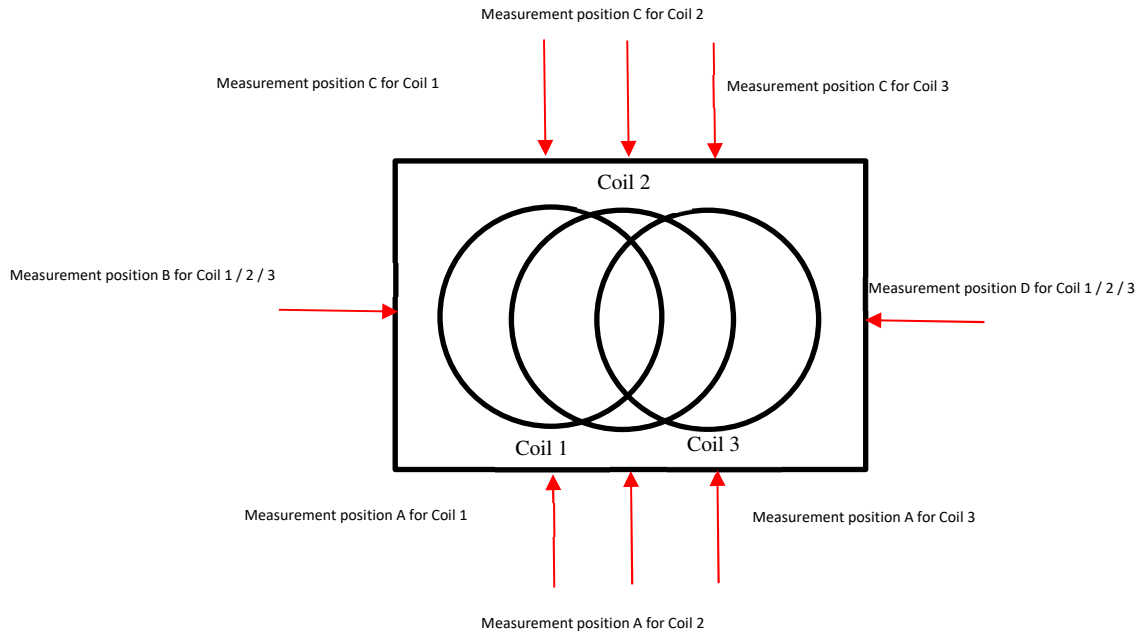 Measurement position C for Coil 2
Measurement position C for Coil 1
Measurement position C for Coil 3
Coil 2
Measurement position B for Coil 1 / 2 / 3
Measurement position D for Coil 1 / 2 / 3
Coil 1
Coil 3
Measurement position A for Coil 1
Measurement position A for Coil 3
Measurement position A for Coil 2